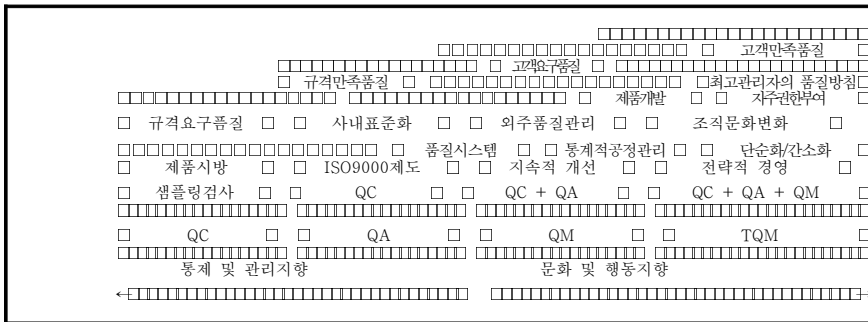 고객만족품질
고객요구품질
규격만족품질 최고관리자의 품질방침
제품개발 자주권한부여
규격요구품질 사내표준화 외주품질관리 조직문화변화
품질시스템 통계적공정관리 단순화/간소화
제품시방 ISO9000제도 지속적 개선 전략적 경영
샘플링검사 QC QC + QA QC + QA + QM
QC QA QM TQM
통제 및 관리지향 문화 및 행동지향